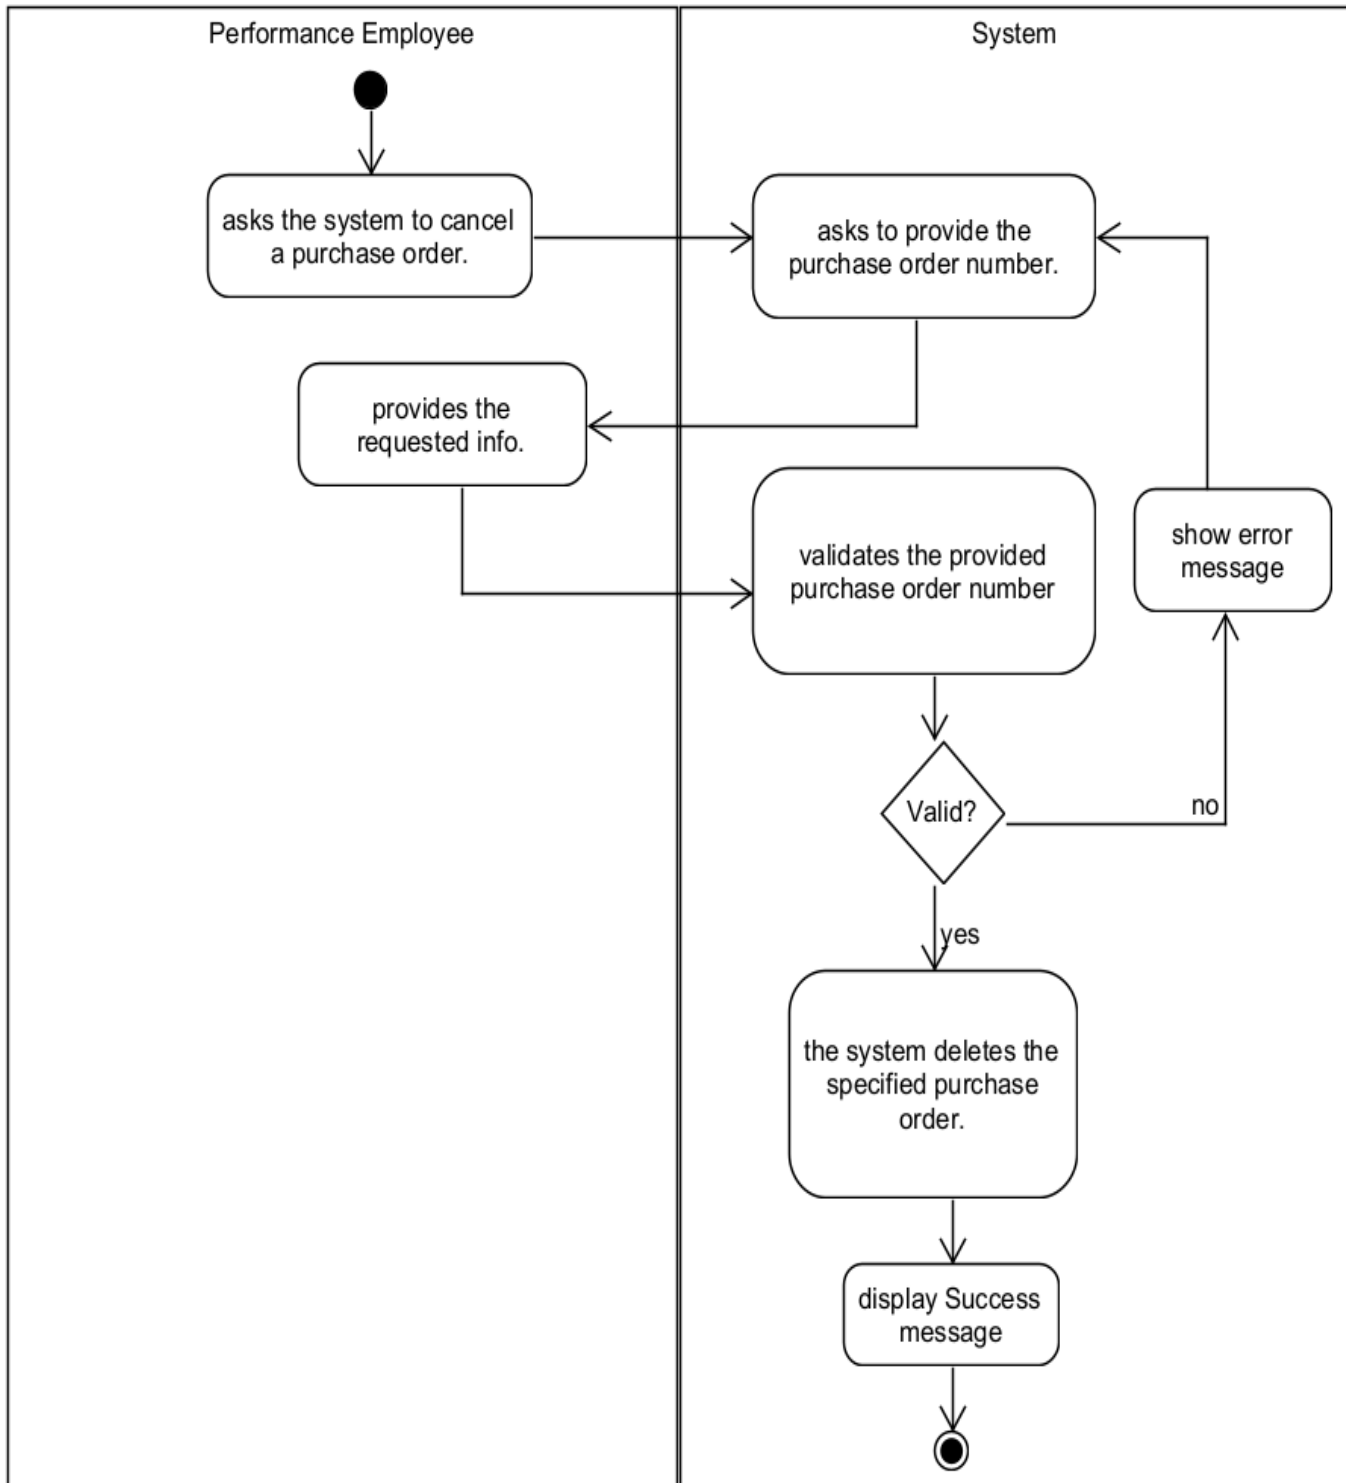 Performance Employee
System
asks the system to cancel
a purchase order.
asks to provide the
purchase order number.
provides the
requested info.
validates the provided
purchase order number
show error
message
Valid?
no
yes
the system deletes the
specified purchase
order.
display Success
message